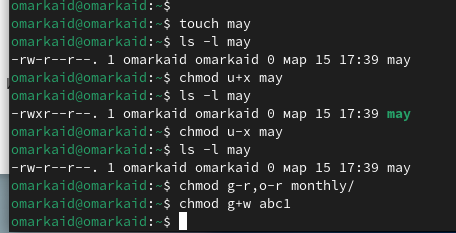 omarkaid@omarkaid:~$
omarkaid@omarkaid:~$ touch may
omarkaid@omarkaid:~$ ls -l may
-rw-r--r--. 1 omarkaid omarkaid 0 мар 15 17:39 may
omarkaid@omarkaid:~$ chmod u+x may
omarkaid@omarkaid:~$ ls -l may
-rwxr--r--. 1 omarkaid omarkaid 0 мар 15 17:39 may
omarkaid@omarkaid:~$ chmod u-x may
omarkaid@omarkaid:~$ ls -l may
-rw-r--r--. 1 omarkaid omarkaid 0 мар 15 17:39 may
omarkaid@omarkaid:~$ chmod g-r,o-r monthly/
omarkaid@omarkaid:~$ chmod g+w abc1
omarkaid@omarkaid:~$